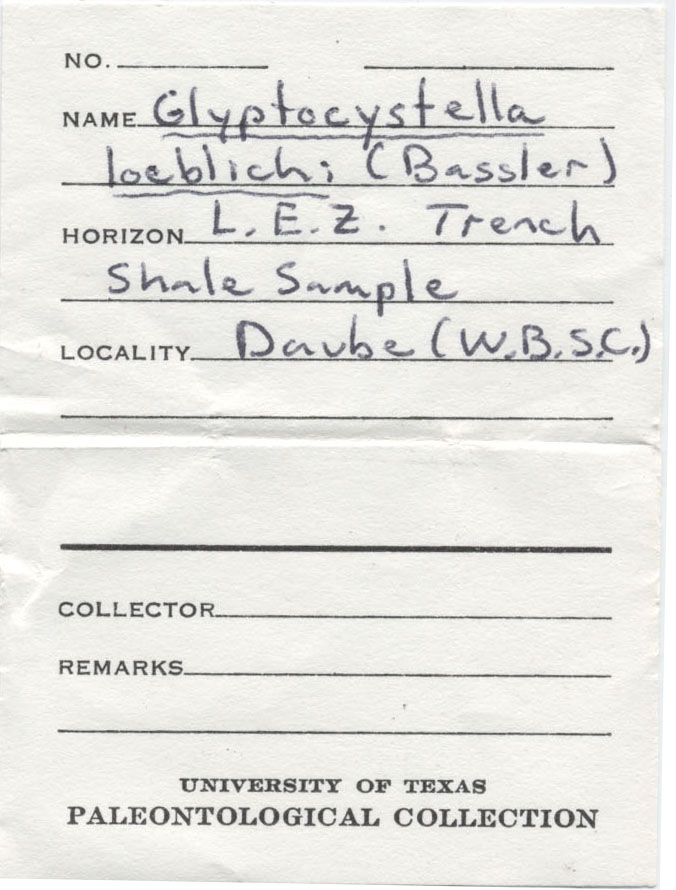 NO.
NAME Glyptocystella
loeblichi (Bassler)
HORIZON L.E.Z. Trench
Shale Sample
LOCALITY Daube (W.B.S.C.)
COLLECTOR
REMARKS
UNIVERSITY OF TEXAS
PALEONTOLOGICAL COLLECTION